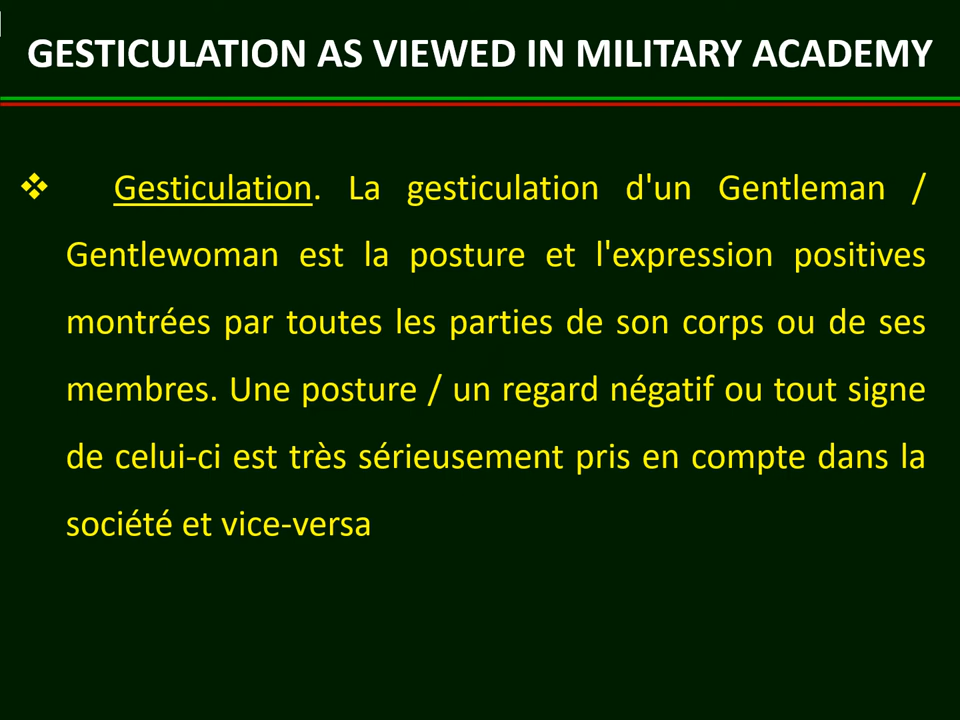 GESTICULATION AS VIEWED IN MILITARY ACADEMY
❖ Gesticulation. La gesticulation d'un Gentleman /
Gentlewoman est la posture et l'expression positives
montrées par toutes les parties de son corps ou de ses
membres. Une posture / un regard négatif ou tout signe
de celui-ci est très sérieusement pris en compte dans la
société et vice-versa